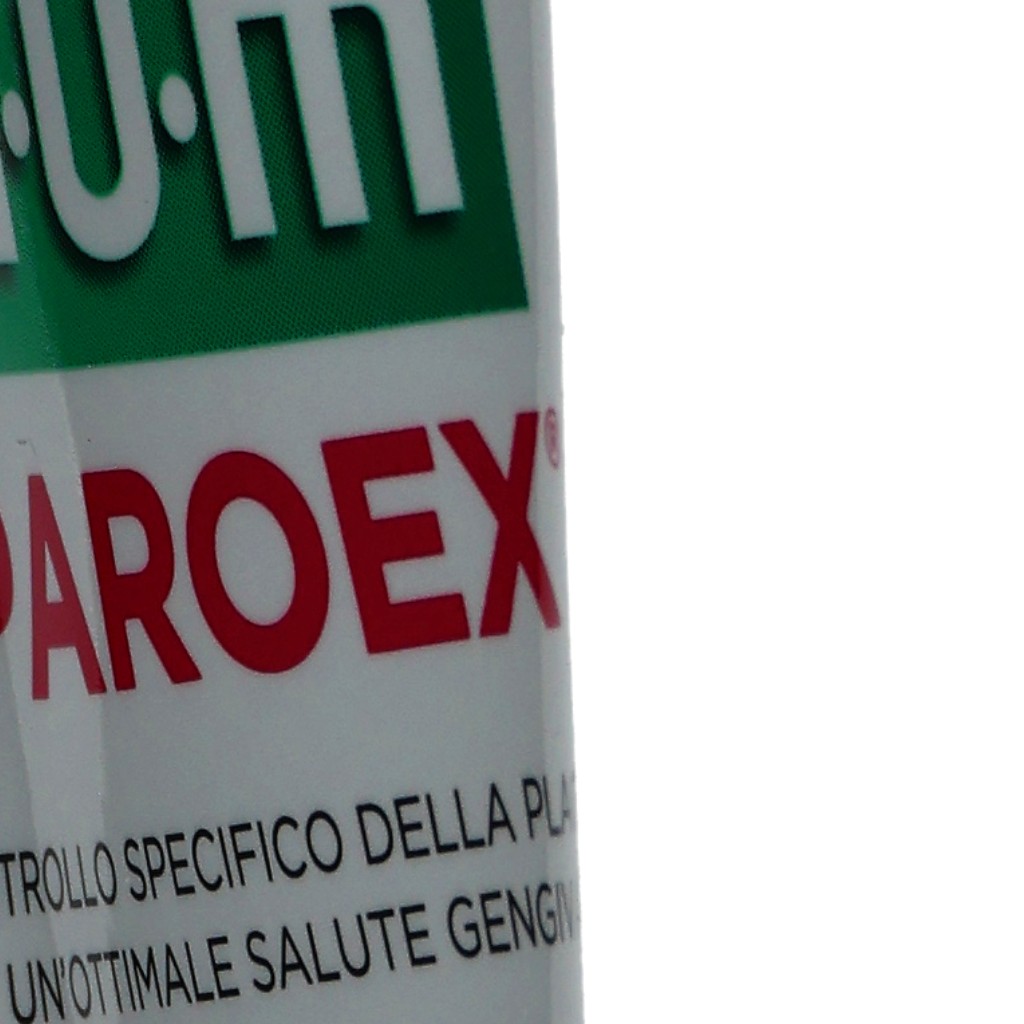 .U.M
PAROEX®
TROLLO SPECIFICO DELLA PLA
UN'OTTIMALE SALUTE GENGIV